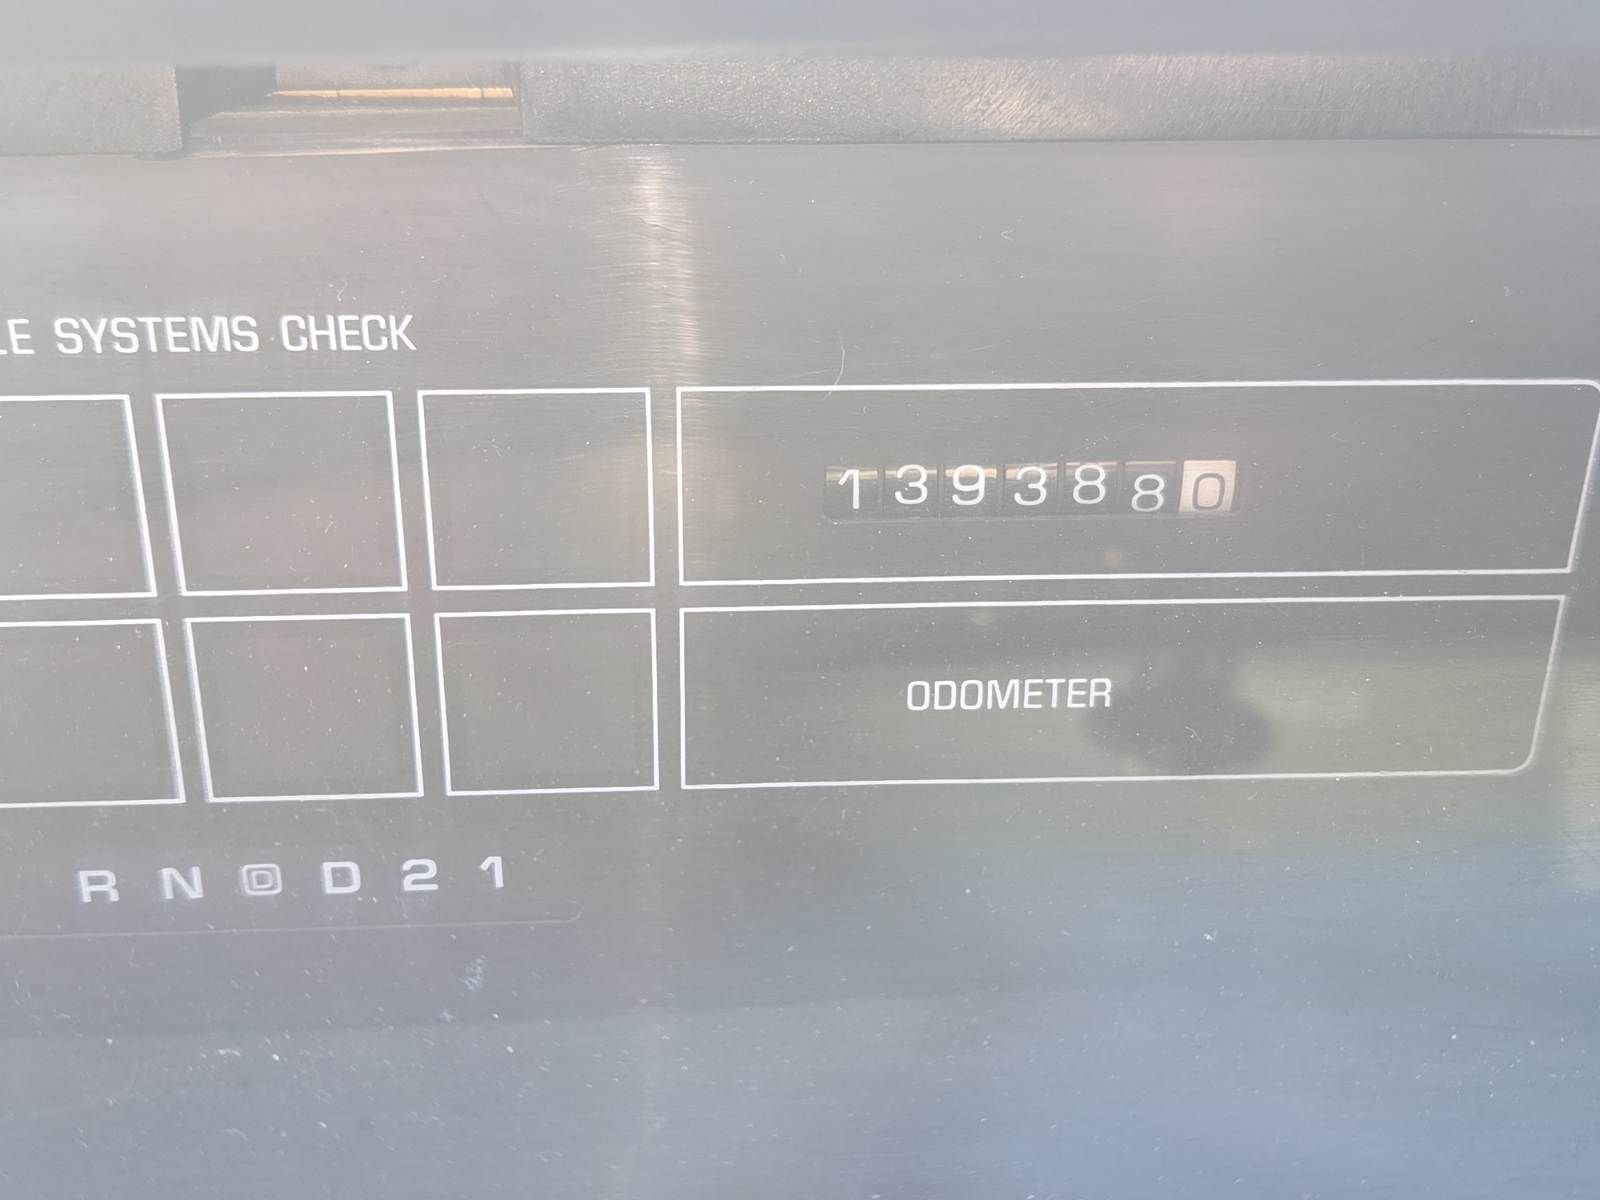 LE SYSTEMS CHECK
1393880
ODOMETER
R N D D 2 1